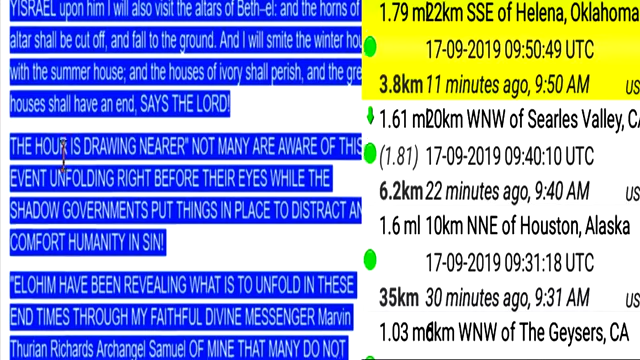 YISRAEL upon him I will also visit the altars of Beth–el: and the horns of
altar shall be cut off, and fall to the ground. And I will smite the winter hou
with the summer house; and the houses of ivory shall perish, and the gre
houses shall have an end, SAYS THE LORD!
THE HOUR IS DRAWING NEARER" NOT MANY ARE AWARE OF THIS
EVENT UNFOLDING RIGHT BEFORE THEIR EYES WHILE THE
SHADOW GOVERNMENTS PUT THINGS IN PLACE TO DISTRACT AN
COMFORT HUMANITY IN SIN!
"ELOHIM HAVE BEEN REVEALING WHAT IS TO UNFOLD IN THESE
END TIMES THROUGH MY FAITHFUL DIVINE MESSENGER Marvin
Thurian Richards Archangel Samuel OF MINE THAT MANY DO NOT
1.79 ml 22km SSE of Helena, Oklahoma
17-09-2019 09:50:49 UTC
3.8km 11 minutes ago, 9:50 AM US
1.61 ml 20km WNW of Searles Valley, CA
(1.81) 17-09-2019 09:40:10 UTC
6.2km 22 minutes ago, 9:40 AM US
1.6 ml 10km NNE of Houston, Alaska
17-09-2019 09:31:18 UTC
35km 30 minutes ago, 9:31 AM US
1.03 km WNW of The Geysers, CA